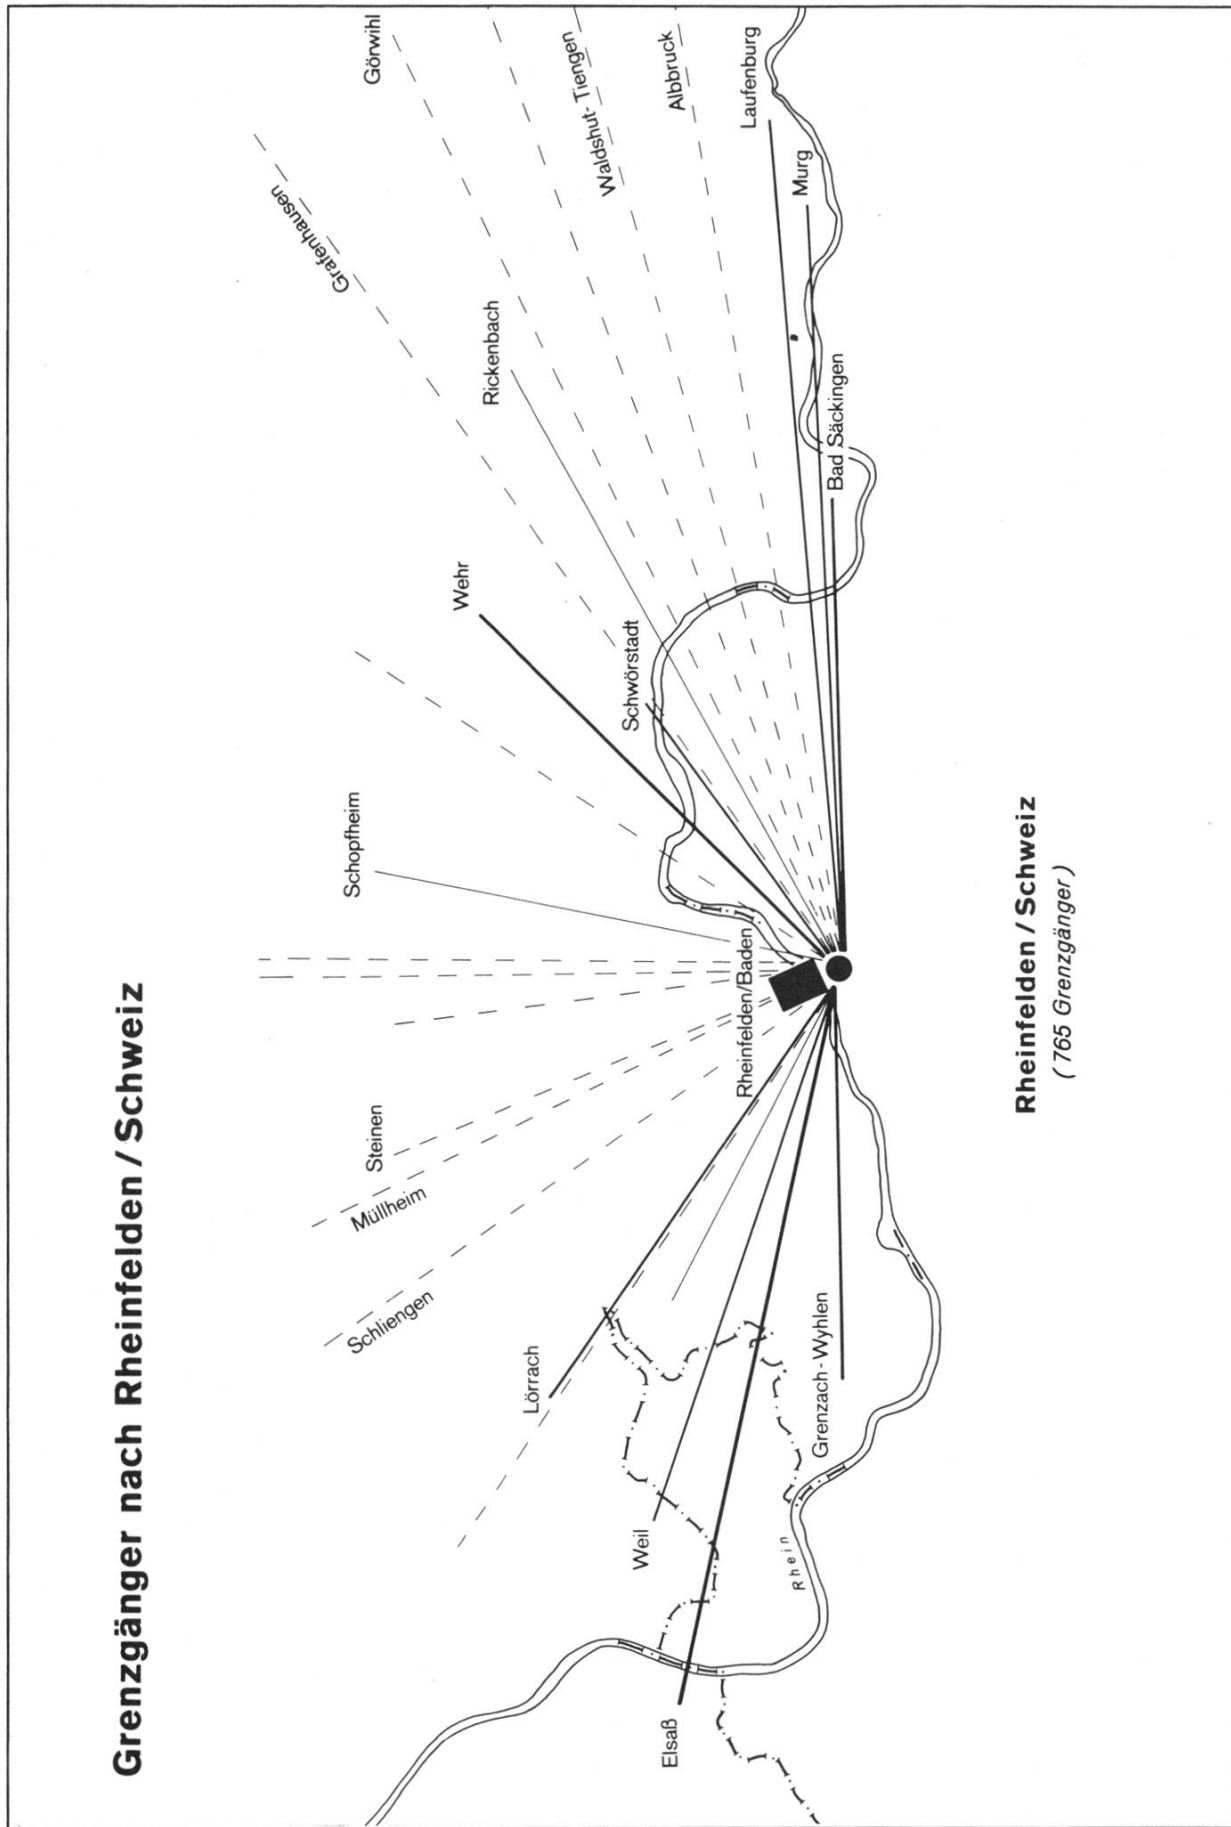 Grenzgänger nach Rheinfelden / Schweiz
Elsaß
Weil
Lörrach
Schliengen
Müllheim
Steinen
Schopfheim
Wehr
Rickenbach
Grafenhausen
Görwihl
Waldshut-Tiengen
Albbruck
Laufenburg
Murg
Bad Säckingen
Schwörstadt
Rheinfelden/Baden
Grenzach-Wyhlen
Rhein
Rheinfelden / Schweiz
(765 Grenzgänger)